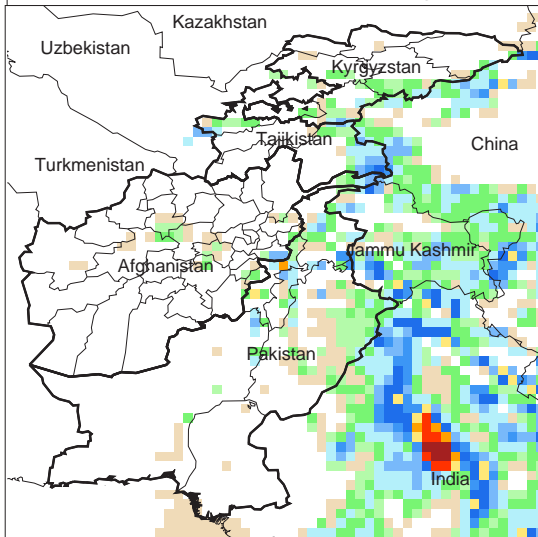 Kazakhstan
Uzbekistan
Kyrgyzstan
Tajikistan
China
Turkmenistan
Jammu Kashmir
Afghanistan
Pakistan
India